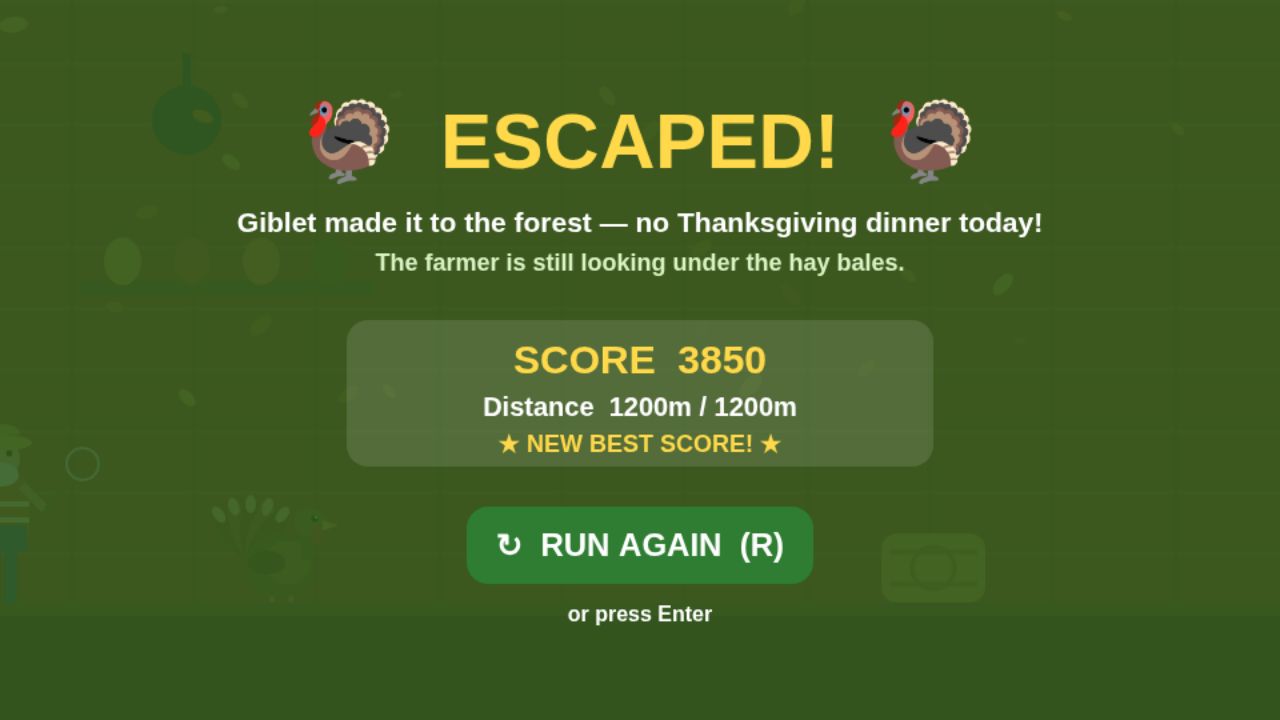 ESCAPED!
Giblet made it to the forest — no Thanksgiving dinner today!
The farmer is still looking under the hay bales.
SCORE 3850
Distance 1200m / 1200m
★ NEW BEST SCORE! ★
↻ RUN AGAIN (R)
or press Enter